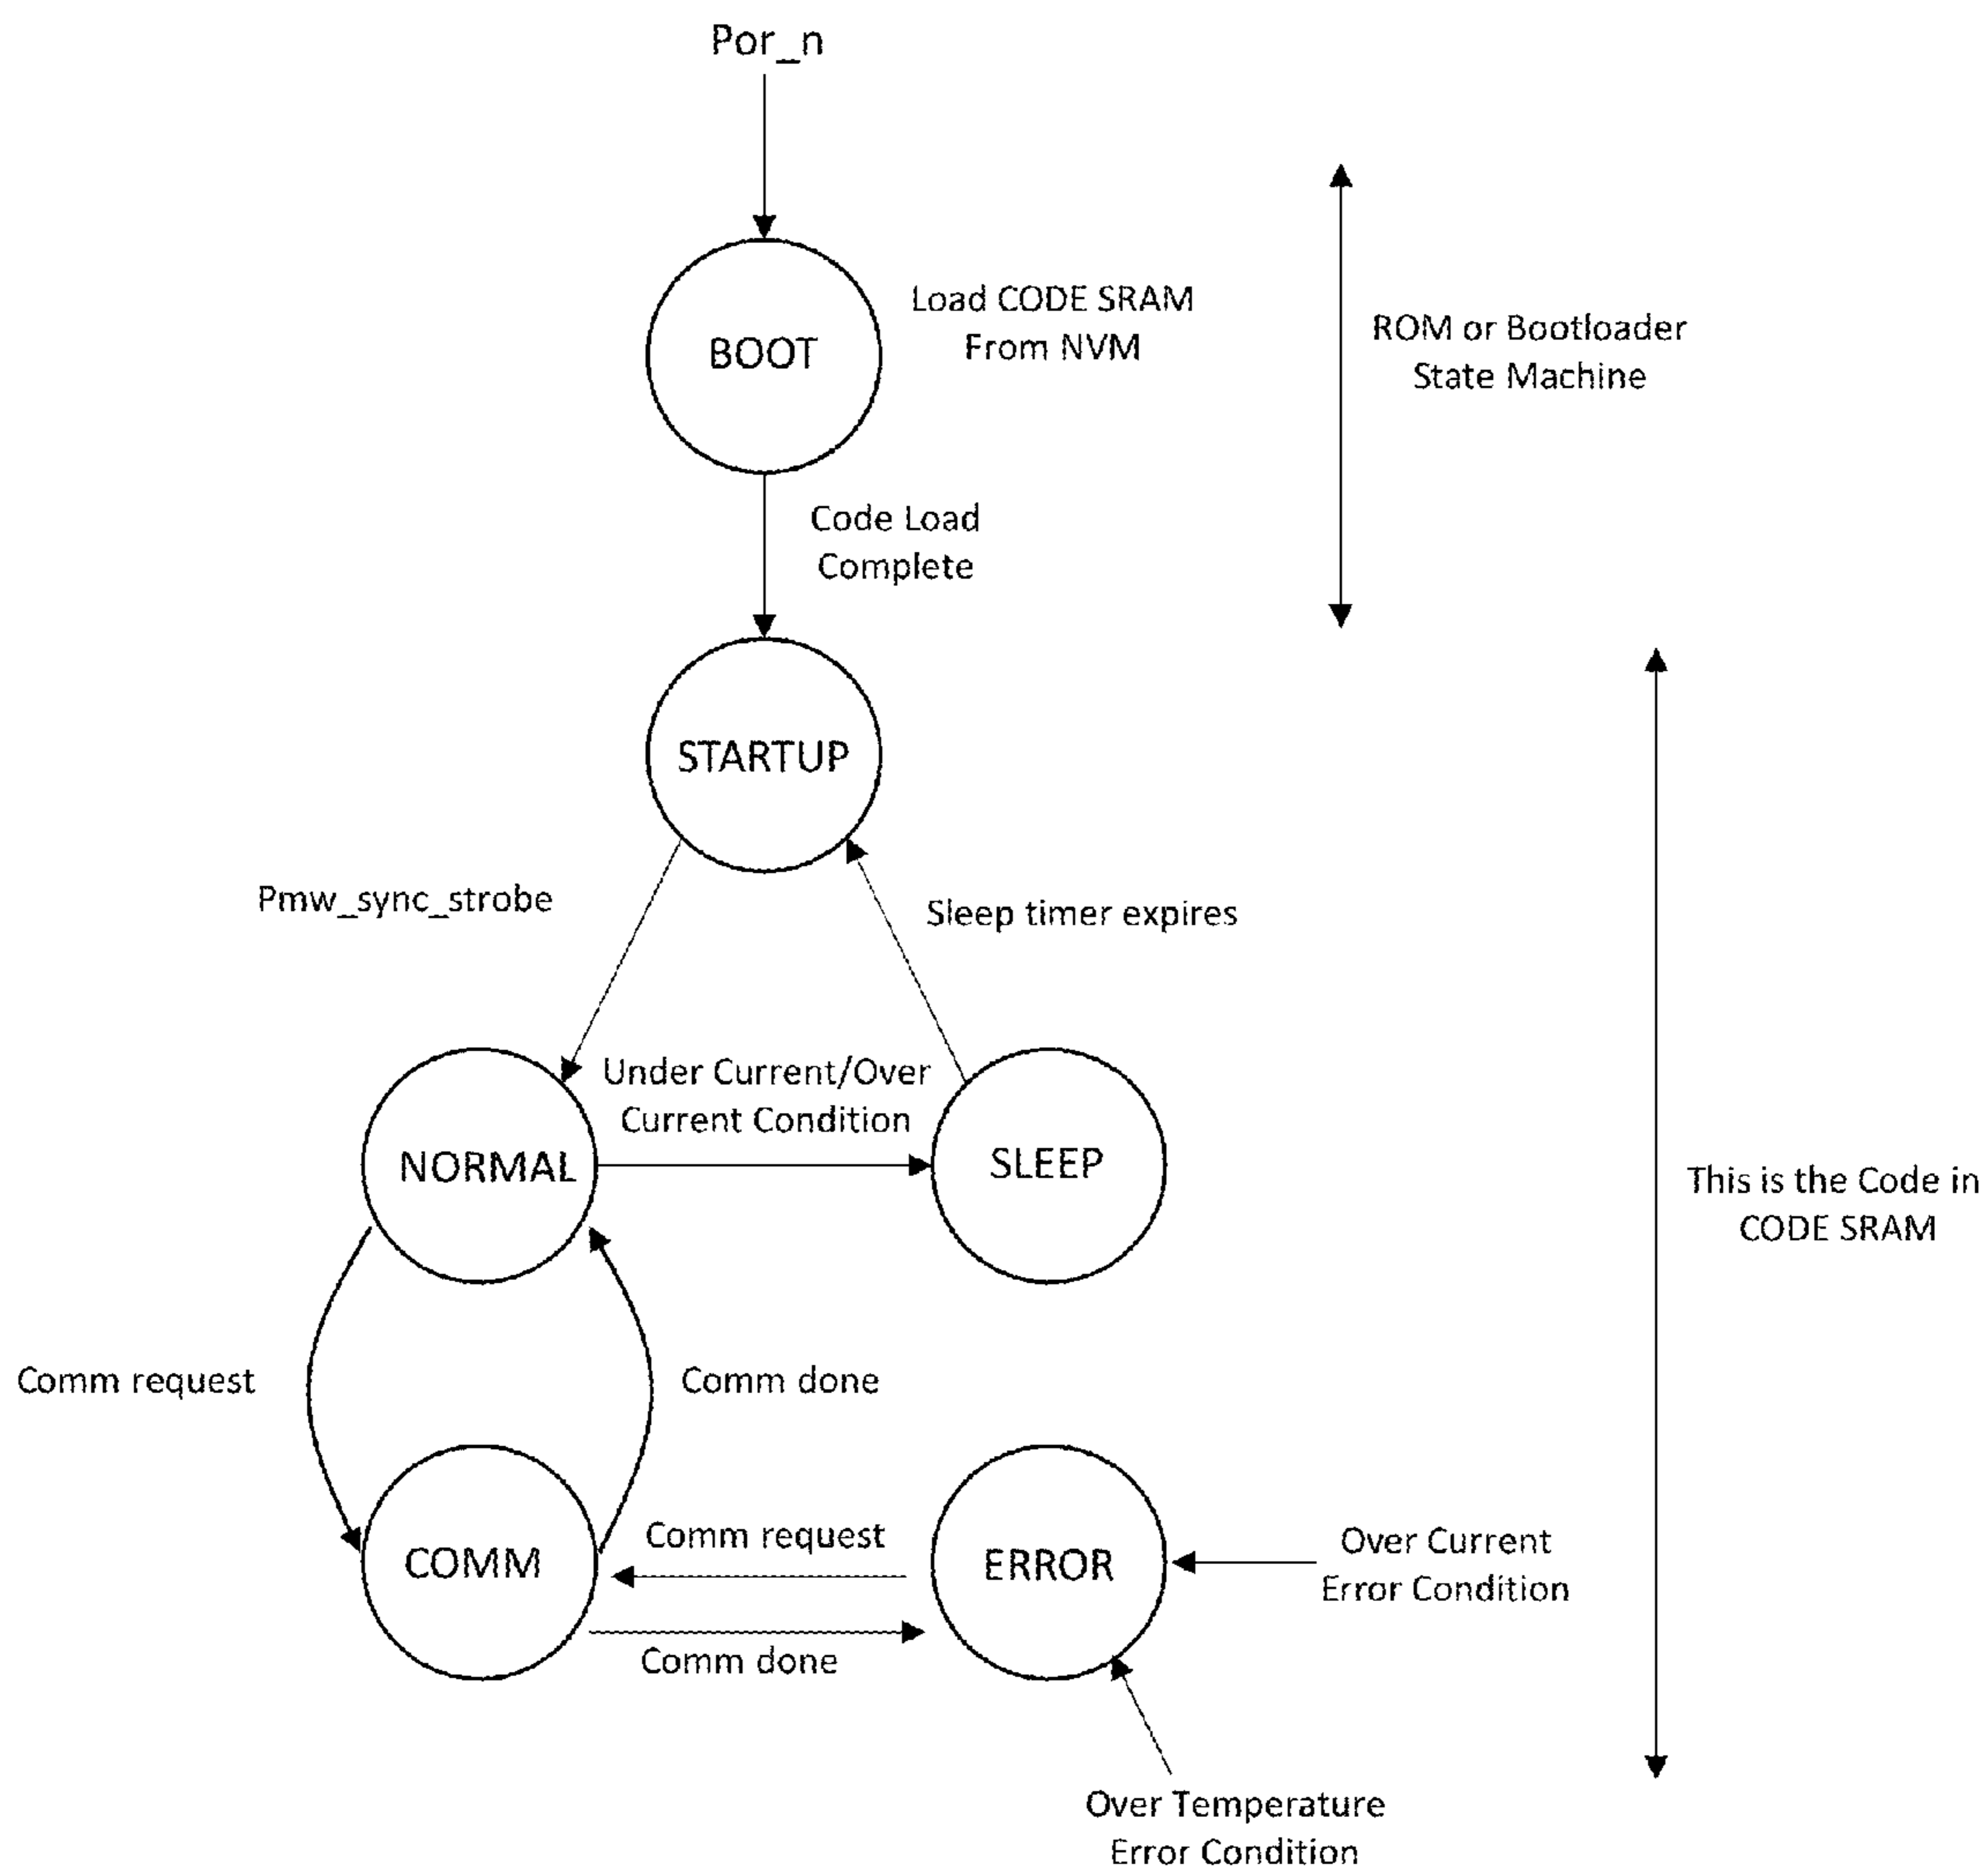 Por_n
BOOT
Load CODE SRAM
From NVM
ROM or Bootloader
State Machine
Code Load
Complete
STARTUP
Pmw_sync_strobe
Sleep timer expires
Under Current/Over
Current Condition
NORMAL
SLEEP
This is the Code in
CODE SRAM
Comm request
Comm done
COMM
Comm request
Comm done
ERROR
Over Current
Error Condition
Over Temperature
Error Condition